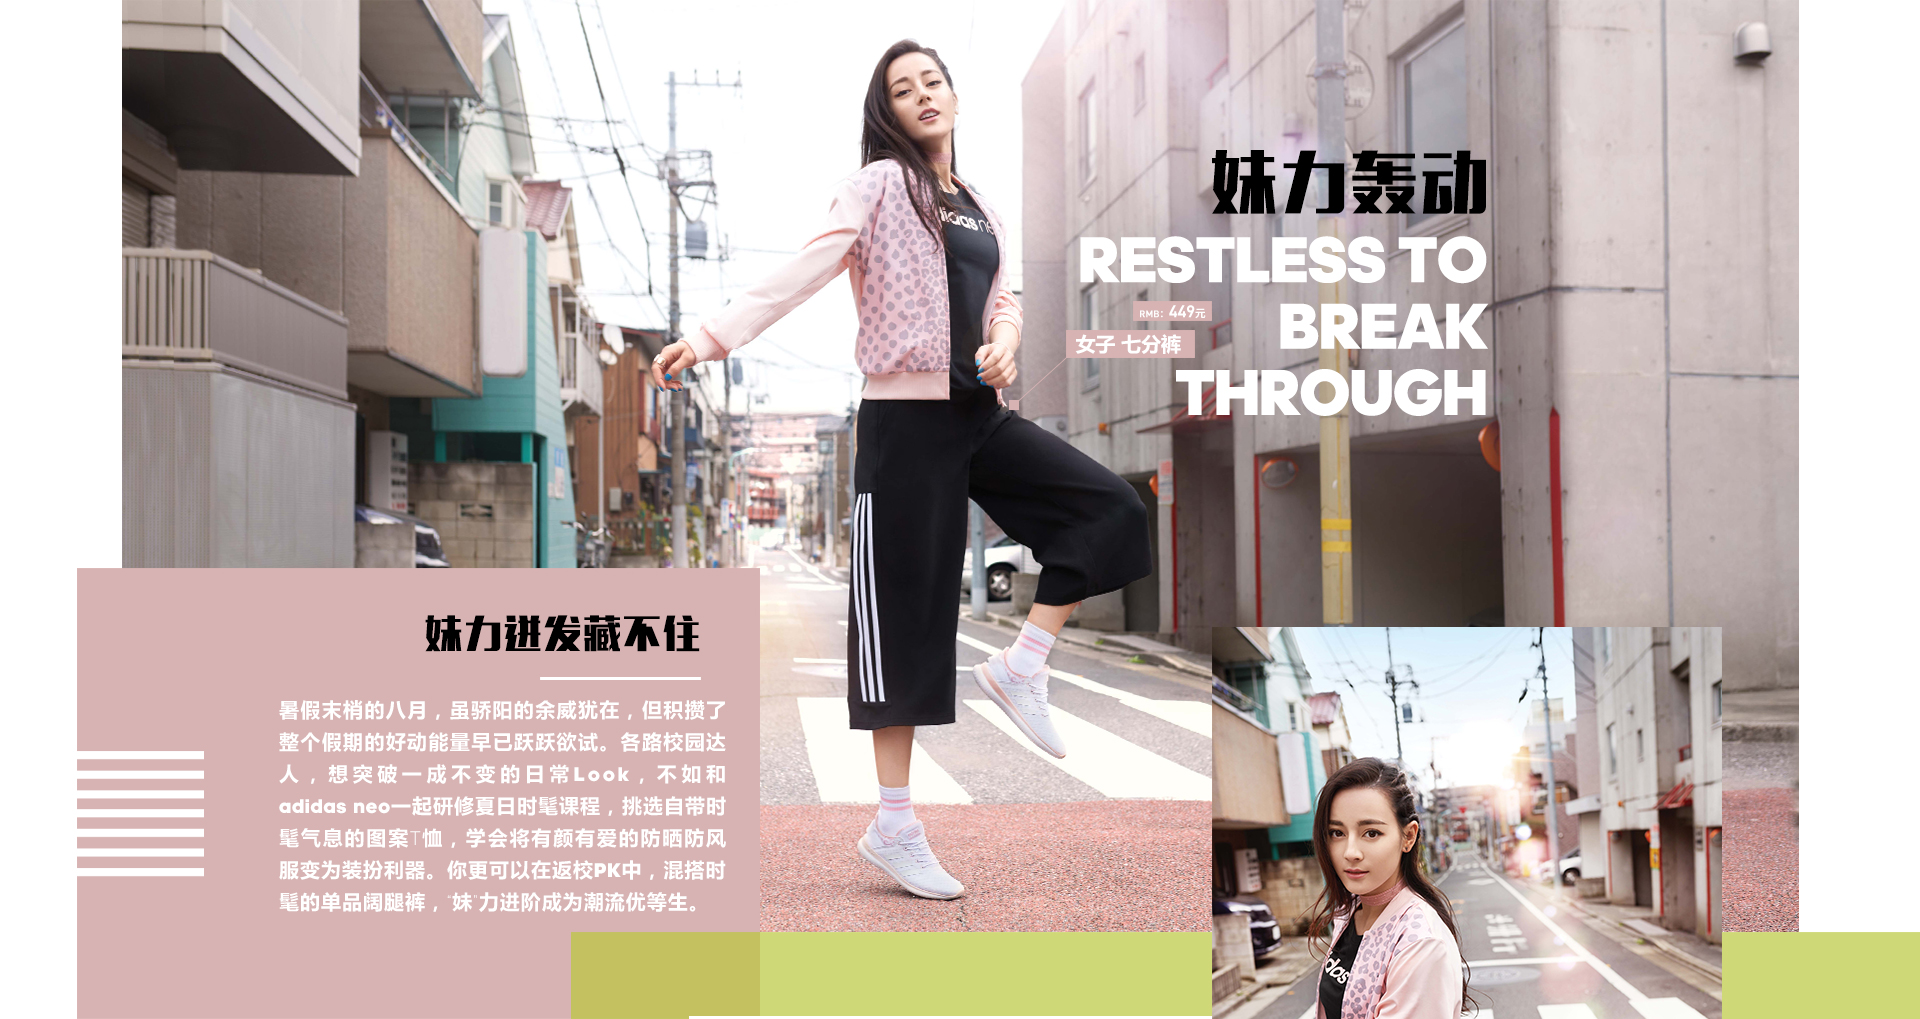 妹力轰动
RESTLESS TO
BREAK
THROUGH
RMB: 449元
女子 七分裤
didas ne
妹力迸发藏不住
暑假末梢的八月，虽骄阳的余威犹在，但积攒了
整个假期的好动能量早已跃跃欲试。各路校园达
人，想突破一成不变的日常Look，不如和
adidas neo一起研修夏日时髦课程，挑选自带时
髦气息的图案T恤，学会将有颜有爱的防晒防风
服变为装扮利器。你更可以在返校PK中，混搭时
髦的单品阔腿裤，“妹”力进阶成为潮流优等生。
idas